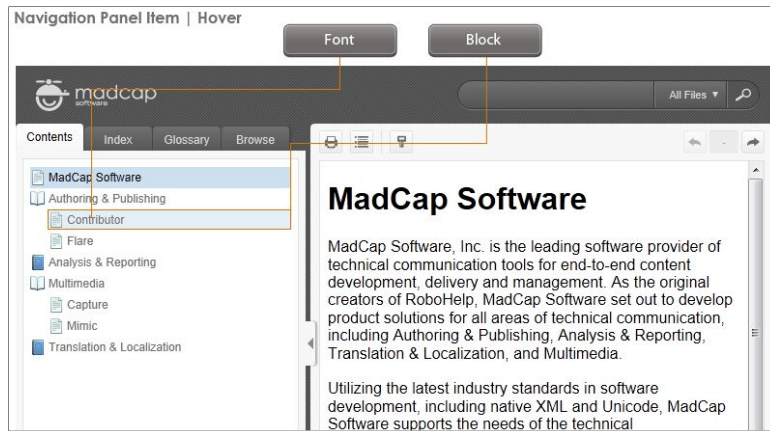 Navigation Panel Item | Hover
Font
Block
madcap
software
All Files
Contents
Index
Glossary
Browse
-
MadCap Software
Authoring & Publishing
Contributor
Flare
Analysis & Reporting
Multimedia
Capture
Mimic
Translation & Localization
MadCap Software
MadCap Software, Inc. is the leading software provider of
technical communication tools for end-to-end content
development, delivery and management. As the original
creators of RoboHelp, MadCap Software set out to develop
product solutions for all areas of technical communication,
including Authoring & Publishing, Analysis & Reporting,
Translation & Localization, and Multimedia.
Utilizing the latest industry standards in software
development, including native XML and Unicode, MadCap
Software supports the needs of the technical